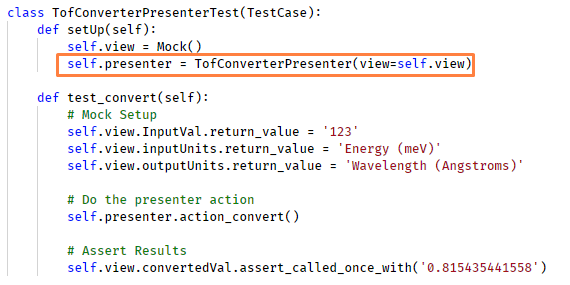 class TofConverterPresenterTest(TestCase):
    def setUp(self):
        self.view = Mock()
        self.presenter = TofConverterPresenter(view=self.view)
    def test_convert(self):
        # Mock Setup
        self.view.InputVal.return_value = '123'
        self.view.inputUnits.return_value = 'Energy (meV)'
        self.view.outputUnits.return_value = 'Wavelength (Angstroms)'
        # Do the presenter action
        self.presenter.action_convert()
        # Assert Results
        self.view.convertedVal.assert_called_once_with('0.815435441558')